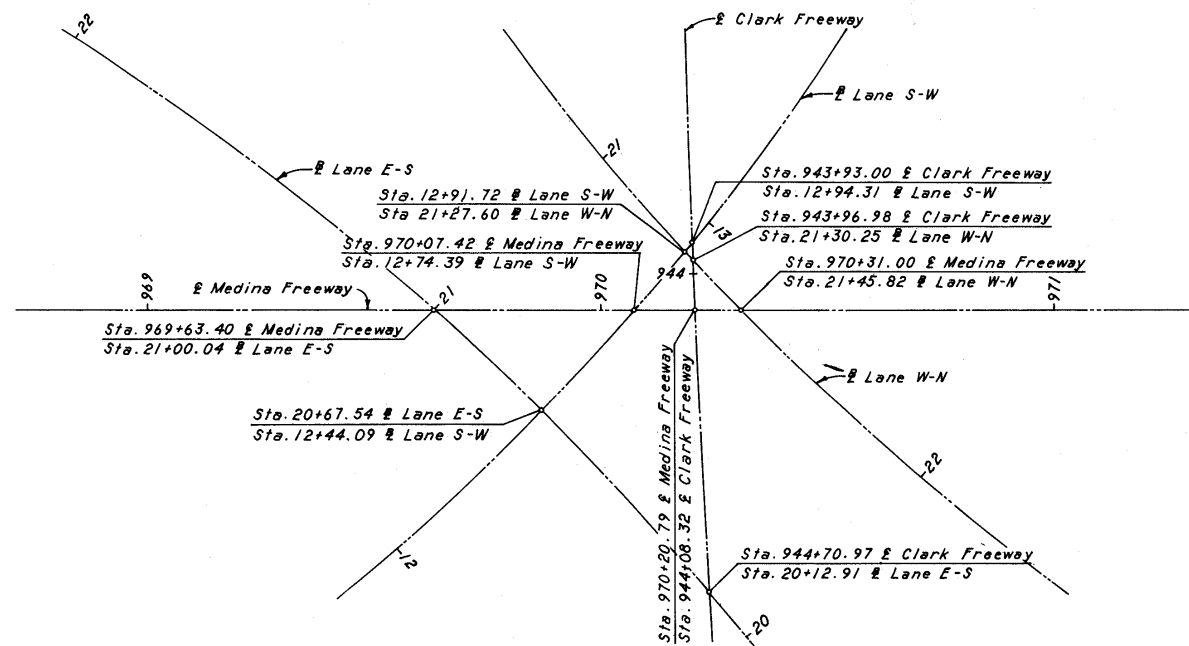 22
℄ Clark Freeway
℄ Lane S-W
21
℄ Lane E-S
Sta. 943+93.00 ℄ Clark Freeway
Sta. 12+94.31 ℄ Lane S-W
Sta. 12+91.72 ℄ Lane S-W
Sta 21+27.60 ℄ Lane W-N
13
Sta. 943+96.98 ℄ Clark Freeway
Sta. 21+30.25 ℄ Lane W-N
Sta. 970+07.42 ℄ Medina Freeway
Sta. 12+74.39 ℄ Lane S-W
944
Sta. 970+31.00 ℄ Medina Freeway
Sta. 21+45.82 ℄ Lane W-N
℄ Medina Freeway
969
21
970
971
Sta. 969+63.40 ℄ Medina Freeway
Sta. 21+00.04 ℄ Lane E-S
℄ Lane W-N
Sta. 20+67.54 ℄ Lane E-S
Sta. 12+44.09 ℄ Lane S-W
Sta. 970+20.79 ℄ Medina Freeway
Sta. 944+08.32 ℄ Clark Freeway
22
12
Sta. 944+70.97 ℄ Clark Freeway
Sta. 20+12.91 ℄ Lane E-S
20